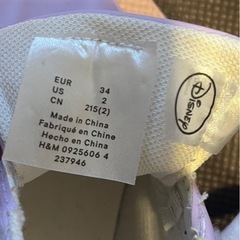 EUR 34
US 2
CN 215(2)
Made in China
Fabriqué en Chine
Hecho en China
H&M 0925606 4
237946
Disney